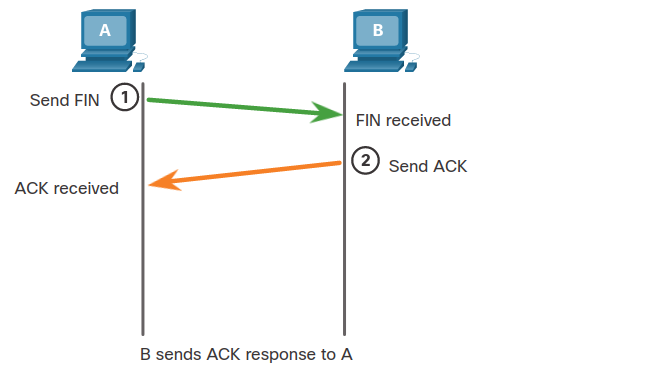 A
B
Send FIN 1
FIN received
2 Send ACK
ACK received
B sends ACK response to A